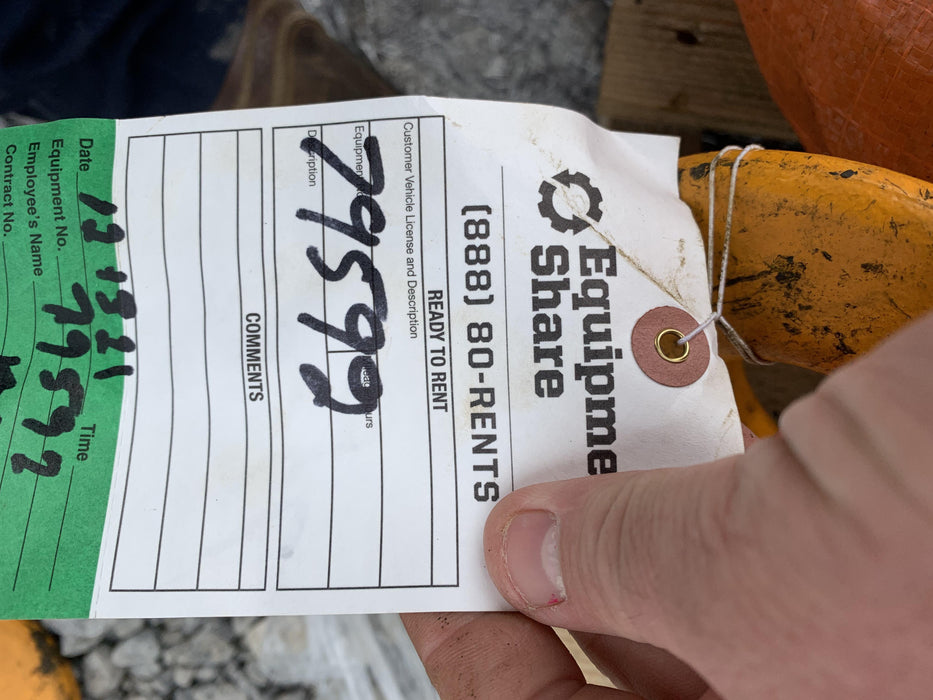 Equipme
Share
(888) 80-RENTS
READY TO RENT
Customer Vehicle License and Description
79599
Description
COMMENTS
Date Time
Equipment No. 79592
Employee's Name
Contract No.